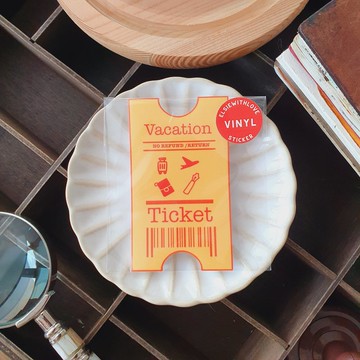 Vacation
NO REFUND /RETURN
Ticket
ELSIEWITHLOVE
VINYL
STICKER